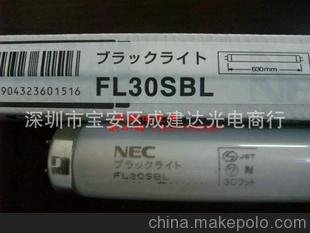 ブラックライト
630mm
904323601516
FL30SBL
深圳市宝安区成建达光电商行
NEC
ブラックライト
JET
FL30SBL
N
30ワット
china.makepolo.com